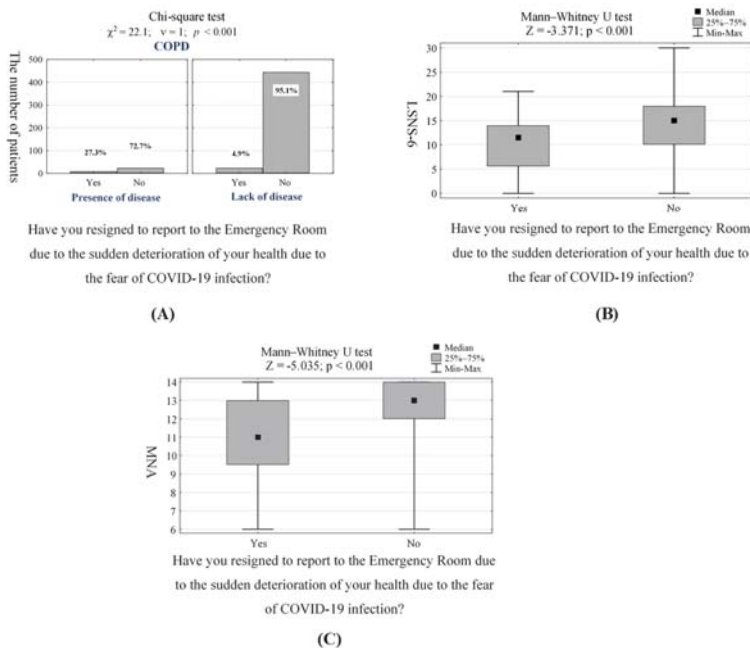 Chi-square test
χ² = 22.1; ν = 1; p < 0.001
COPD
The number of patients
500
400
300
200
100
0
27.3%
72.7%
4.9%
95.1%
Yes
No
Yes
No
Presence of disease
Lack of disease
Have you resigned to report to the Emergency Room
due to the sudden deterioration of your health due to
the fear of COVID-19 infection?
(A)
Mann–Whitney U test
Z = -3.371; p < 0.001
Median
25%–75%
Min-Max
LSNS-6
30
25
20
15
10
5
0
Yes
No
Have you resigned to report to the Emergency Room
due to the sudden deterioration of your health due to
the fear of COVID-19 infection?
(B)
Mann–Whitney U test
Z = -5.035; p < 0.001
Median
25%–75%
Min-Max
MNA
14
13
12
11
10
9
8
7
6
Yes
No
Have you resigned to report to the Emergency Room due
to the sudden deterioration of your health due to the fear
of COVID-19 infection?
(C)